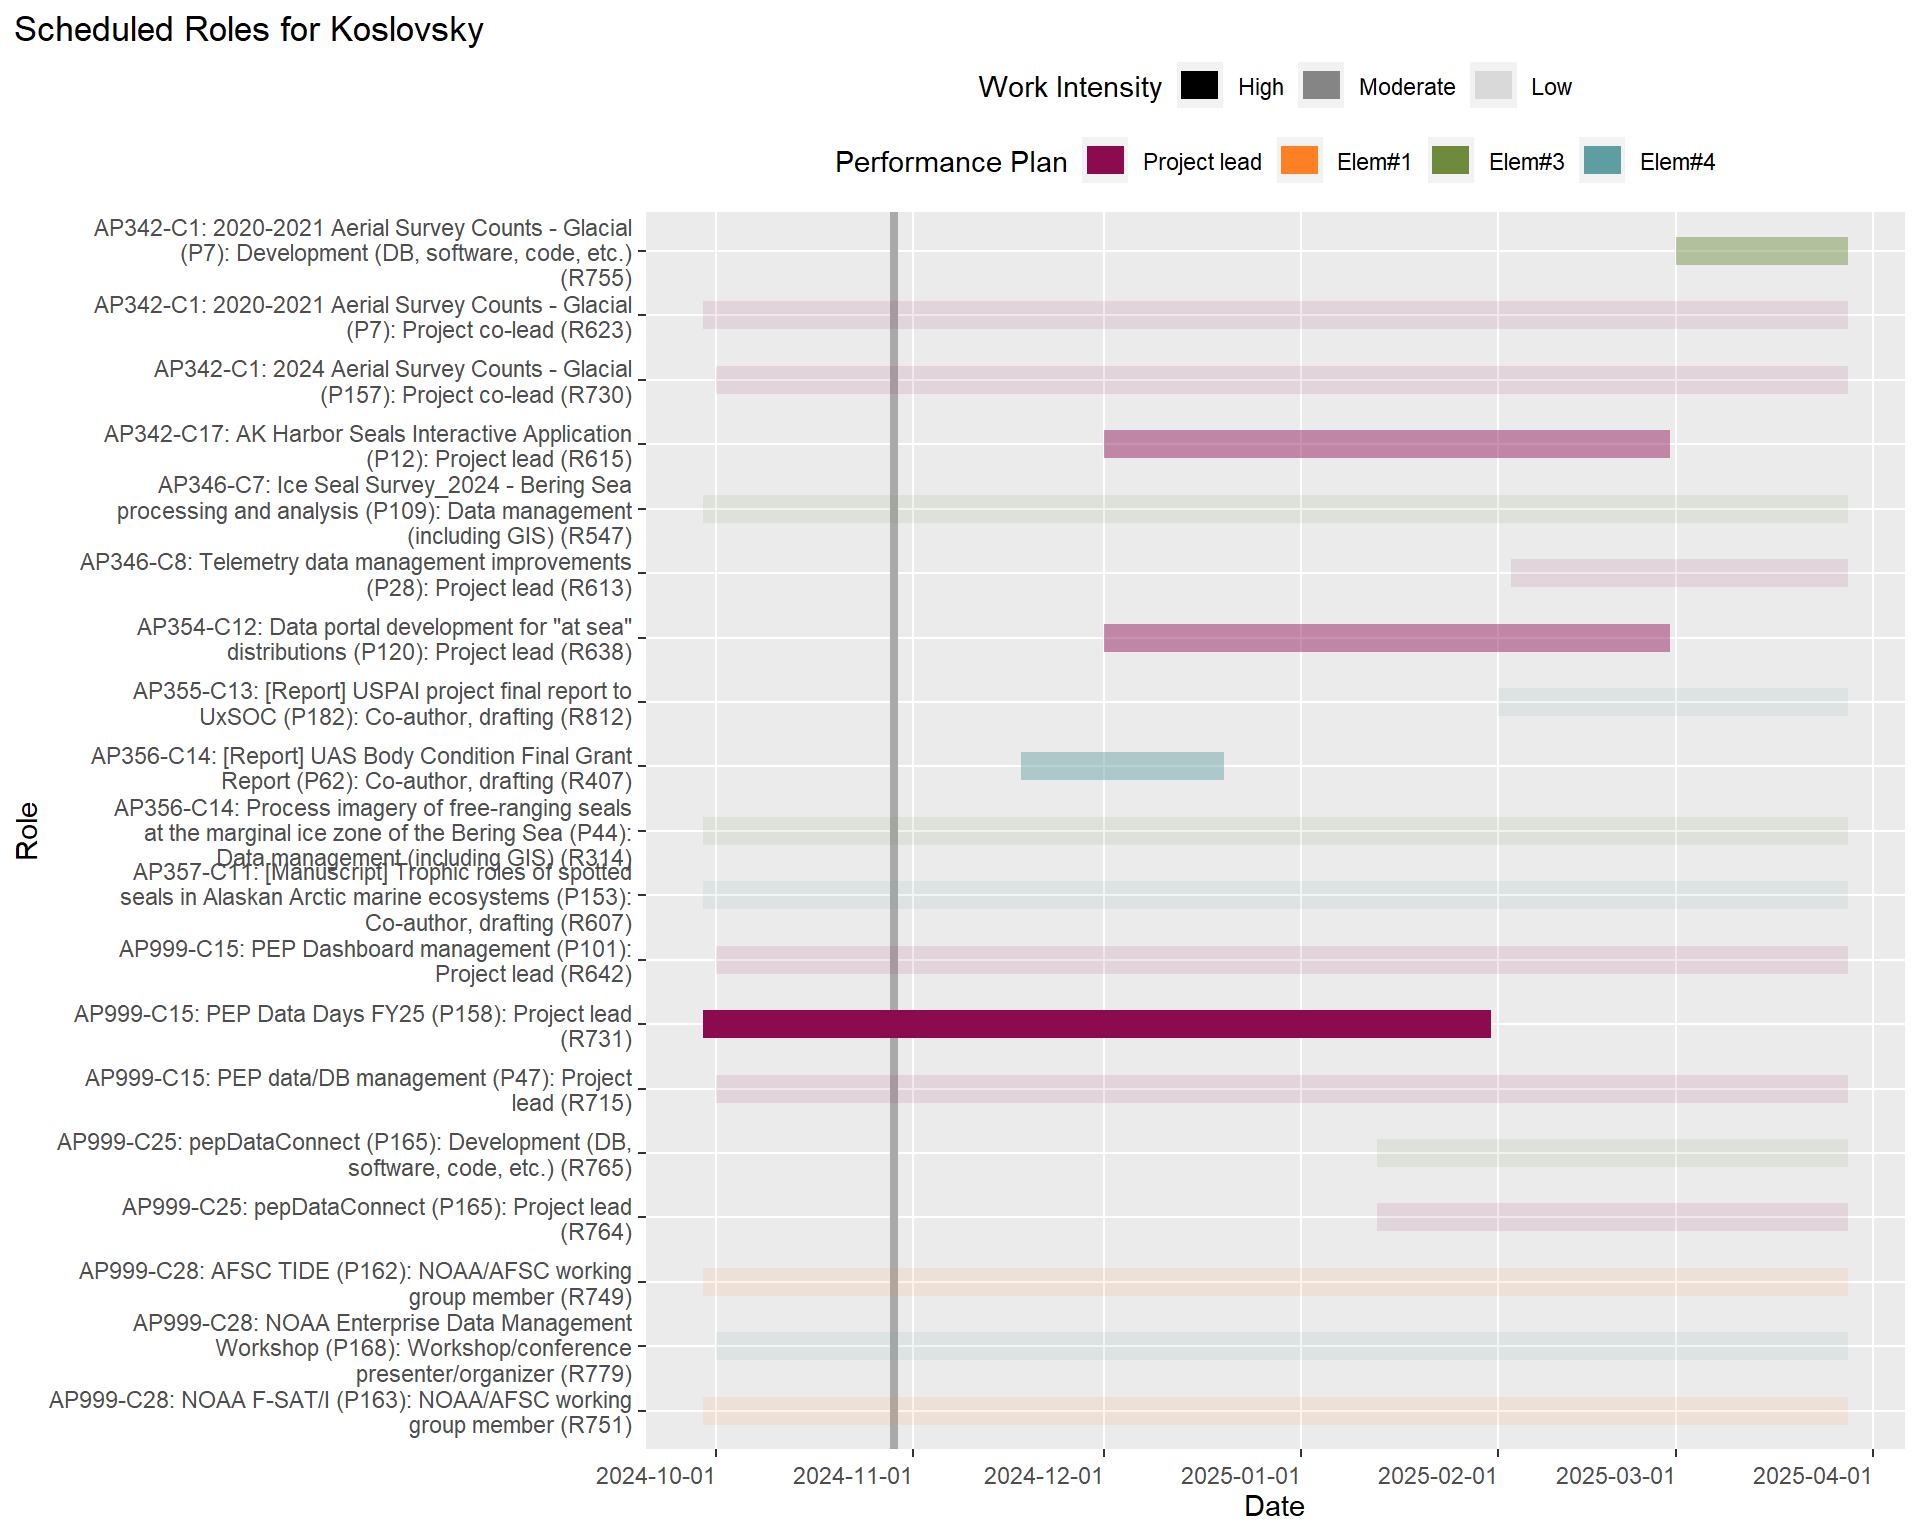 Scheduled Roles for Koslovsky
Work Intensity High Moderate Low
Performance Plan Project lead Elem#1 Elem#3 Elem#4
AP342-C1: 2020-2021 Aerial Survey Counts - Glacial
(P7): Development (DB, software, code, etc.)
(R755)
AP342-C1: 2020-2021 Aerial Survey Counts - Glacial
(P7): Project co-lead (R623)
AP342-C1: 2024 Aerial Survey Counts - Glacial
(P157): Project co-lead (R730)
AP342-C17: AK Harbor Seals Interactive Application
(P12): Project lead (R615)
AP346-C7: Ice Seal Survey_2024 - Bering Sea
processing and analysis (P109): Data management
(including GIS) (R547)
AP346-C8: Telemetry data management improvements
(P28): Project lead (R613)
AP354-C12: Data portal development for "at sea"
distributions (P120): Project lead (R638)
AP355-C13: [Report] USPAI project final report to
UxSOC (P182): Co-author, drafting (R812)
AP356-C14: [Report] UAS Body Condition Final Grant
Report (P62): Co-author, drafting (R407)
AP356-C14: Process imagery of free-ranging seals
at the marginal ice zone of the Bering Sea (P44):
Data management (including GIS) (R314)
AP357-C11: [Manuscript] Trophic roles of spotted
seals in Alaskan Arctic marine ecosystems (P153):
Co-author, drafting (R607)
AP999-C15: PEP Dashboard management (P101):
Project lead (R642)
AP999-C15: PEP Data Days FY25 (P158): Project lead
(R731)
AP999-C15: PEP data/DB management (P47): Project
lead (R715)
AP999-C25: pepDataConnect (P165): Development (DB,
software, code, etc.) (R765)
AP999-C25: pepDataConnect (P165): Project lead
(R764)
AP999-C28: AFSC TIDE (P162): NOAA/AFSC working
group member (R749)
AP999-C28: NOAA Enterprise Data Management
Workshop (P168): Workshop/conference
presenter/organizer (R779)
AP999-C28: NOAA F-SAT/I (P163): NOAA/AFSC working
group member (R751)
Role
2024-10-01 2024-11-01 2024-12-01 2025-01-01 2025-02-01 2025-03-01 2025-04-01
Date